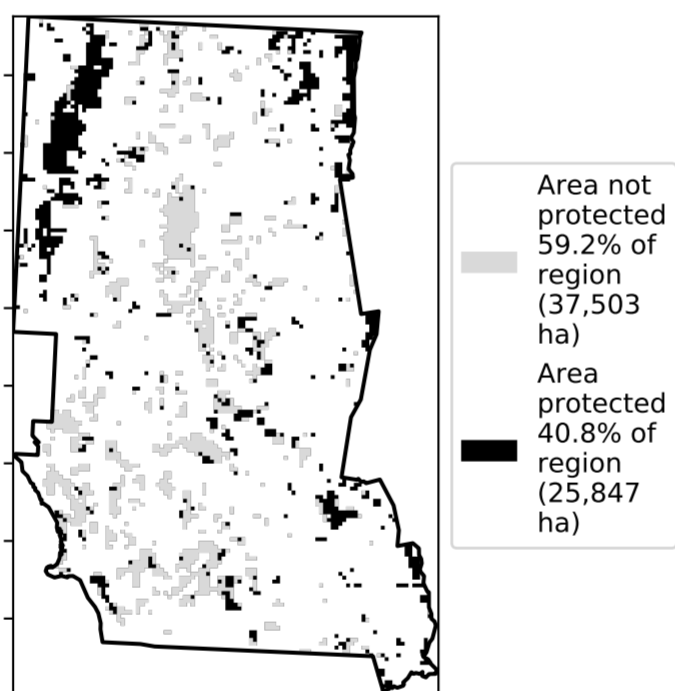 Area not
protected
59.2% of
region
(37,503
ha)
Area
protected
40.8% of
region
(25,847
ha)